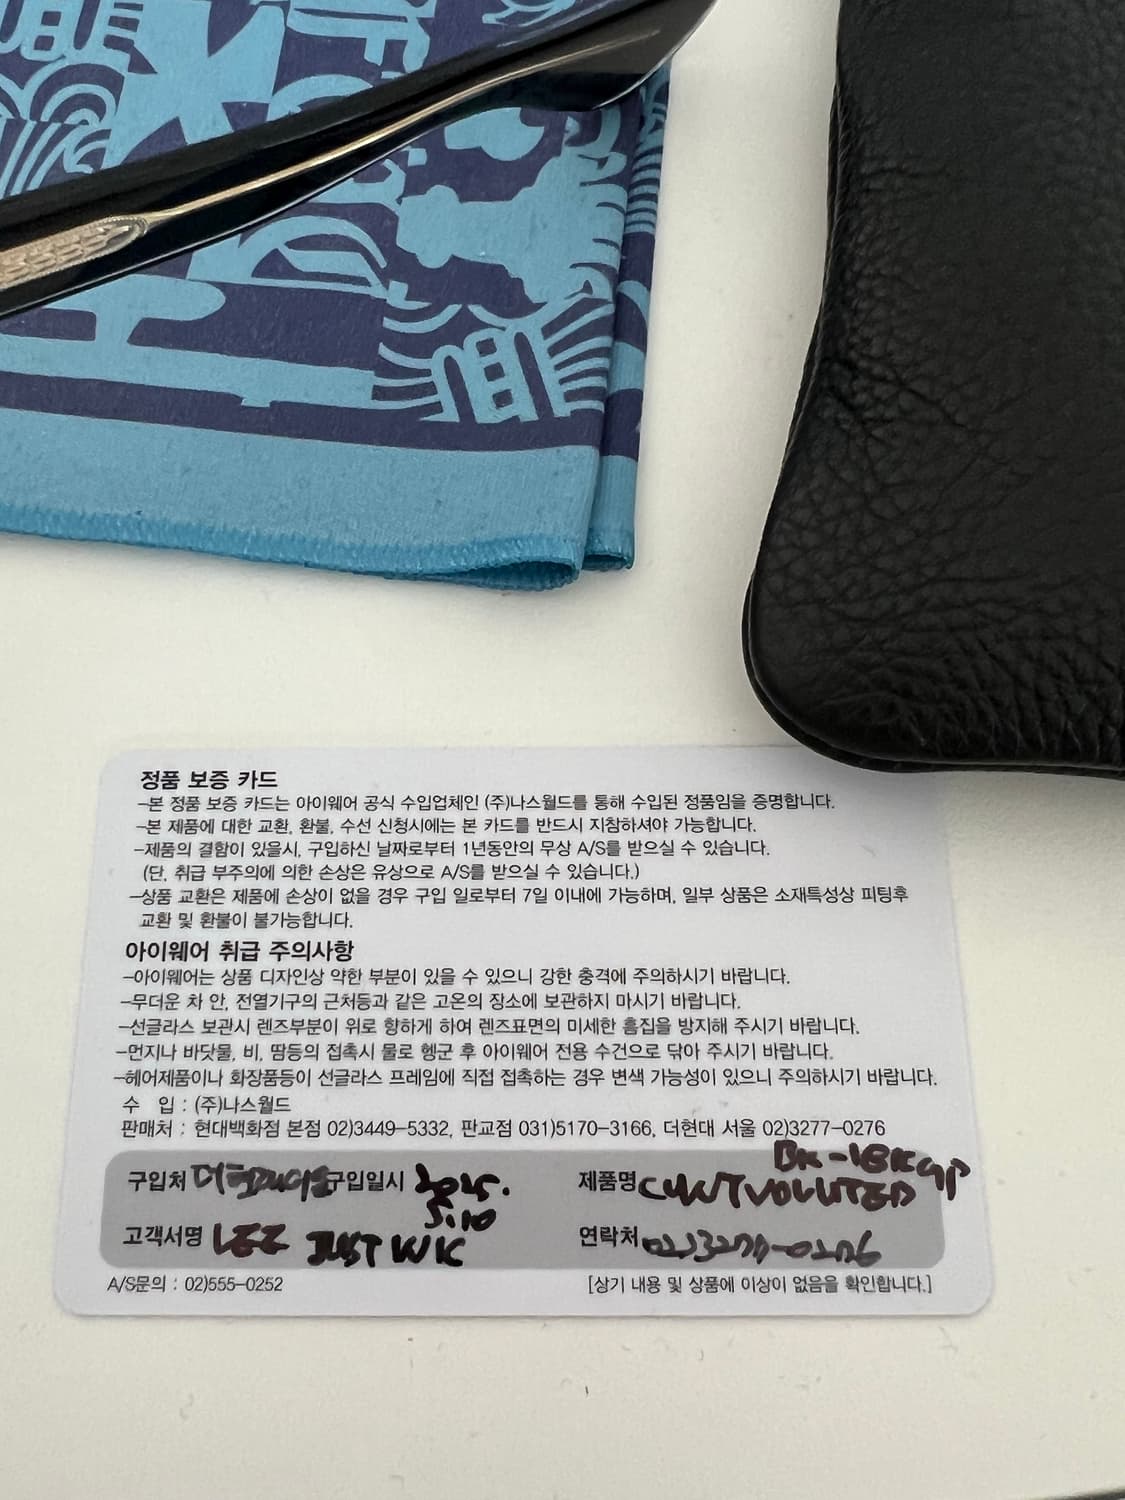 정품 보증 카드
-본 정품 보증 카드는 아이웨어 공식 수입업체인 (주)나스월드를 통해 수입된 정품임을 증명합니다.
-본 제품에 대한 교환, 환불, 수선 신청시에는 본 카드를 반드시 지참하셔야 가능합니다.
-제품의 결함이 있을시, 구입하신 날짜로부터 1년동안의 무상 A/S를 받으실 수 있습니다.
(단, 취급 부주의에 의한 손상은 유상으로 A/S를 받으실 수 있습니다.)
-상품 교환은 제품에 손상이 없을 경우 구입 일로부터 7일 이내에 가능하며, 일부 상품은 소재특성상 피팅후
교환 및 환불이 불가능합니다.
아이웨어 취급 주의사항
-아이웨어는 상품 디자인상 약한 부분이 있을 수 있으니 강한 충격에 주의하시기 바랍니다.
-무더운 차 안, 전열기구의 근처등과 같은 고온의 장소에 보관하지 마시기 바랍니다.
-선글라스 보관시 렌즈부분이 위로 향하게 하여 렌즈표면의 미세한 흠집을 방지해 주시기 바랍니다.
-먼지나 바닷물, 비, 땀등의 접촉시 물로 헹군 후 아이웨어 전용 수건으로 닦아 주시기 바랍니다.
-헤어제품이나 화장품등이 선글라스 프레임에 직접 접촉하는 경우 변색 가능성이 있으니 주의하시기 바랍니다.
수 입 : (주)나스월드
판매처 : 현대백화점 본점 02)3449-5332, 판교점 031)5170-3166, 더현대 서울 02)3277-0276
구입처 구입일시 제품명
5.10
고객서명 연락처
A/S문의 : 02)555-0252 [상기 내용 및 상품에 이상이 없음을 확인합니다.]